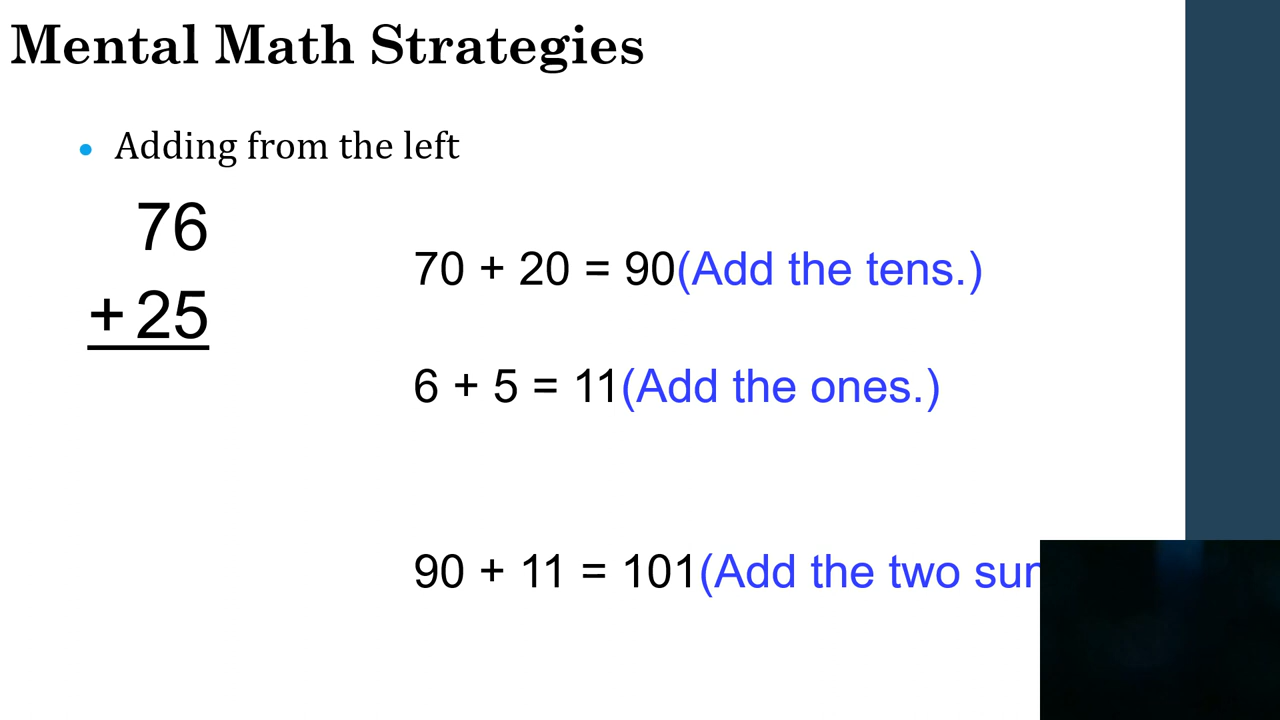 Mental Math Strategies
• Adding from the left
76
+ 25
70 + 20 = 90(Add the tens.)
6 + 5 = 11(Add the ones.)
90 + 11 = 101(Add the two